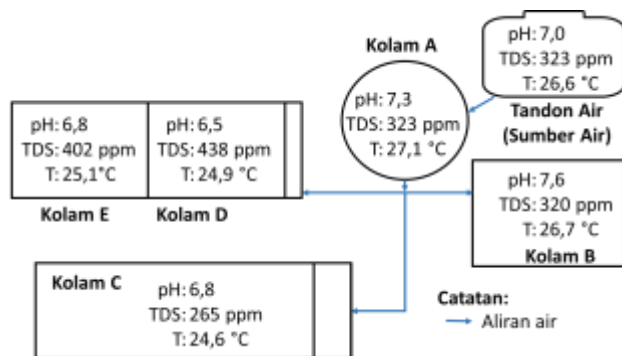 Kolam A
pH: 7,3
TDS: 323 ppm
T: 27,1 °C
pH: 7,0
TDS: 323 ppm
T: 26,6 °C
Tandon Air
(Sumber Air)
pH: 6,8
TDS: 402 ppm
T: 25,1°C
Kolam E
pH: 6,5
TDS: 438 ppm
T: 24,9 °C
Kolam D
pH: 7,6
TDS: 320 ppm
T: 26,7 °C
Kolam B
Kolam C
pH: 6,8
TDS: 265 ppm
T: 24,6 °C
Catatan:
Aliran air